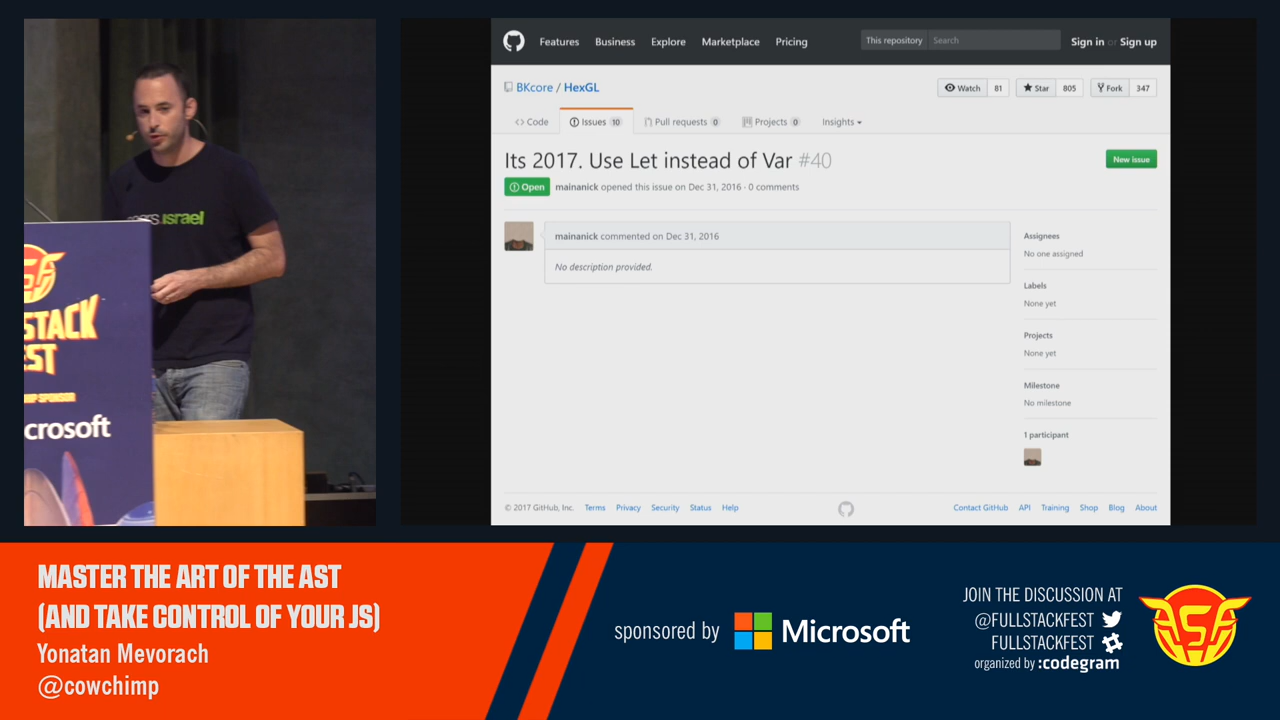 ers.israel
STACK
ST
crosoft
Features Business Explore Marketplace Pricing
This repository Search
Sign in or Sign up
BKcore / HexGL
Watch 81 Star 805 Fork 347
Code Issues 10 Pull requests 0 Projects 0 Insights
Its 2017. Use Let instead of Var #40
New issue
Open mainanick opened this issue on Dec 31, 2016 · 0 comments
mainanick commented on Dec 31, 2016
No description provided.
Assignees
No one assigned
Labels
None yet
Projects
None yet
Milestone
No milestone
1 participant
© 2017 GitHub, Inc. Terms Privacy Security Status Help
Contact GitHub API Training Shop Blog About
MASTER THE ART OF THE AST
(AND TAKE CONTROL OF YOUR JS)
Yonatan Mevorach
@cowchimp
sponsored by Microsoft
JOIN THE DISCUSSION AT
@FULLSTACKFEST
FULLSTACKFEST
organized by :codegram